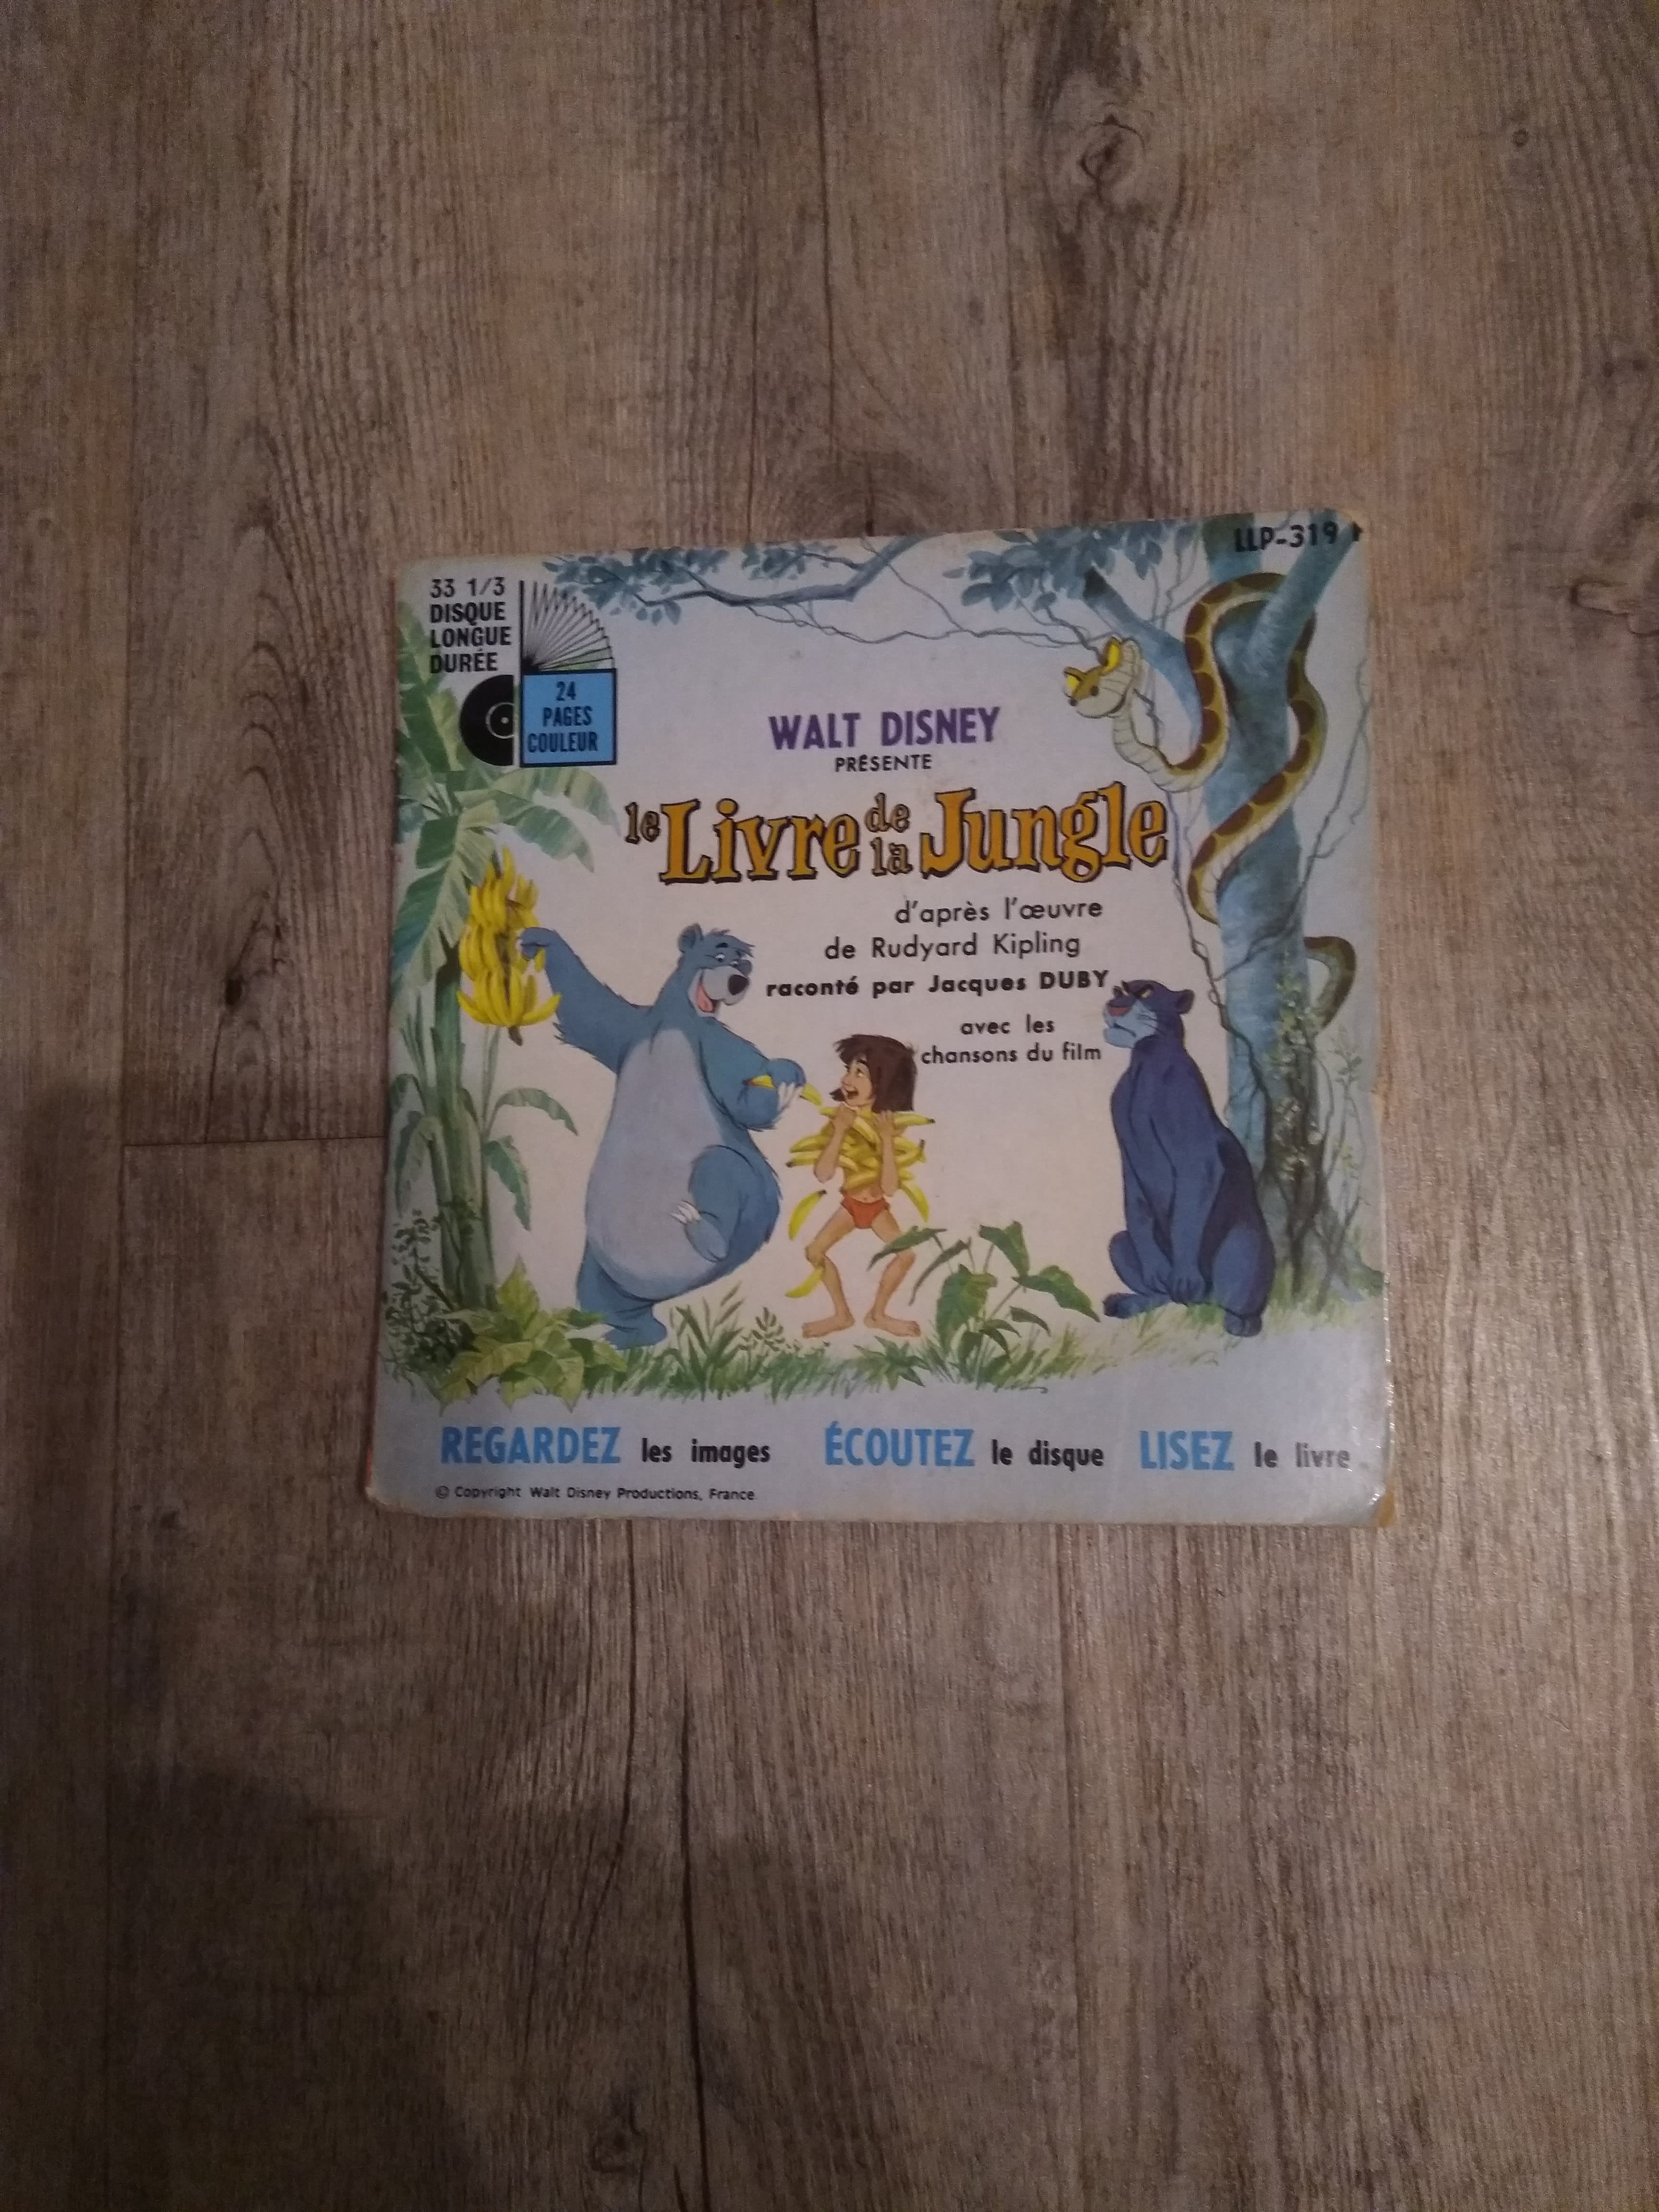 LLP-319
33 1/3
DISQUE
LONGUE
DURÉE
24
PAGES
COULEUR
WALT DISNEY
PRÉSENTE
le Livre de la Jungle
d'après l'œuvre
de Rudyard Kipling
raconté par Jacques DUBY
avec les
chansons du film
REGARDEZ les images ÉCOUTEZ le disque LISEZ le livre
© Copyright Walt Disney Productions, France